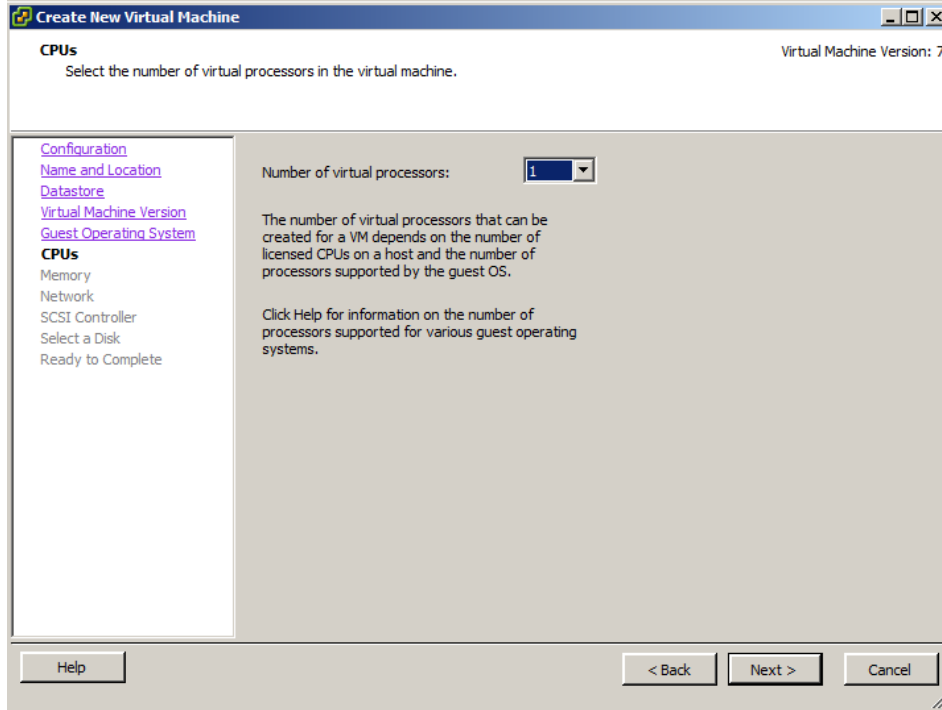 Create New Virtual Machine
CPUs
Select the number of virtual processors in the virtual machine.
Virtual Machine Version: 7
Configuration
Name and Location
Datastore
Virtual Machine Version
Guest Operating System
CPUs
Memory
Network
SCSI Controller
Select a Disk
Ready to Complete
Number of virtual processors: 1
The number of virtual processors that can be
created for a VM depends on the number of
licensed CPUs on a host and the number of
processors supported by the guest OS.
Click Help for information on the number of
processors supported for various guest operating
systems.
Help
< Back
Next >
Cancel